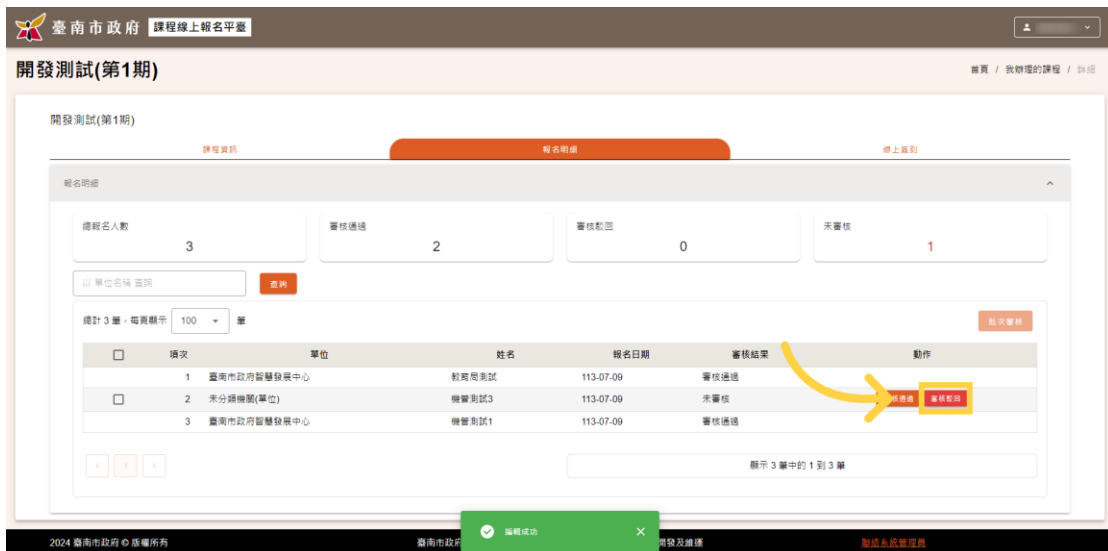 臺南市政府 課程線上報名平臺
開發測試(第1期)
首頁 / 我辦理的課程 / 詳細
開發測試(第1期)
課程資訊 報名明細 線上簽到
報名明細
總報名人數 審核通過 審核駁回 未審核
3 2 0 1
以 單位名稱 查詢 查詢
總計 3 筆，每頁顯示 100 筆 批次審核
項次 單位 姓名 報名日期 審核結果 動作
1 臺南市政府智慧發展中心 教育局測試 113-07-09 審核通過
2 未分類機關(單位) 機管測試3 113-07-09 未審核 核通過 審核駁回
3 臺南市政府智慧發展中心 機管測試1 113-07-09 審核通過
顯示 3 筆中的 1 到 3 筆
編輯成功
2024 臺南市政府 © 版權所有 臺南市政府 開發及維運 聯絡系統管理員